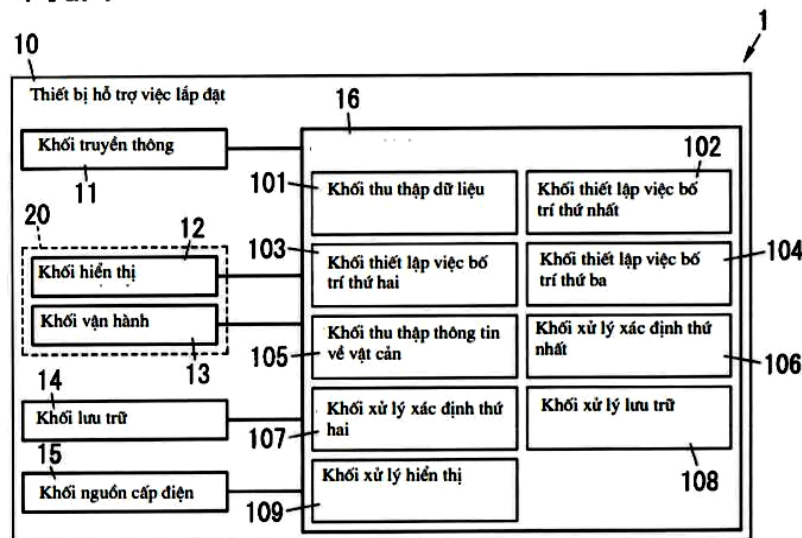 1
10
Thiết bị hỗ trợ việc lắp đặt
16
Khối truyền thông
11
102
101
Khối thu thập dữ liệu
Khối thiết lập việc bố
trí thứ nhất
20
12
103
104
Khối hiển thị
Khối thiết lập việc bố
trí thứ hai
Khối thiết lập việc bố
trí thứ ba
Khối vận hành
13
105
Khối thu thập thông tin
về vật cản
Khối xử lý xác định thứ
nhất
106
14
Khối lưu trữ
107
Khối xử lý xác định thứ
hai
Khối xử lý lưu trữ
108
15
Khối nguồn cấp điện
109
Khối xử lý hiển thị